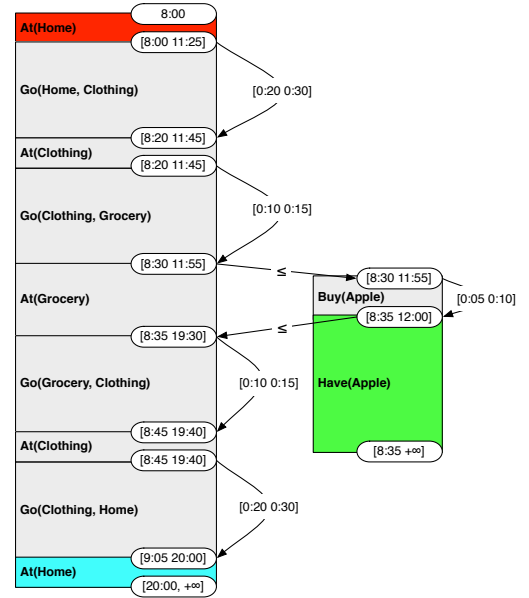 8:00
At(Home)
[8:00 11:25]
Go(Home, Clothing)
[0:20 0:30]
[8:20 11:45]
At(Clothing)
[8:20 11:45]
Go(Clothing, Grocery)
[0:10 0:15]
[8:30 11:55]
≤
[8:30 11:55]
At(Grocery)
Buy(Apple)
[0:05 0:10]
[8:35 12:00]
≤
[8:35 19:30]
Go(Grocery, Clothing)
[0:10 0:15]
Have(Apple)
[8:45 19:40]
At(Clothing)
[8:35 +∞]
[8:45 19:40]
Go(Clothing, Home)
[0:20 0:30]
[9:05 20:00]
At(Home)
[20:00, +∞]